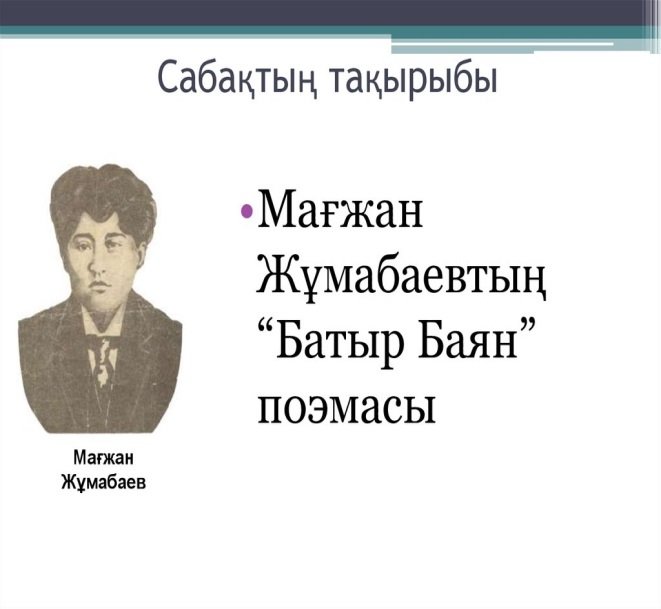 Сабақтың тақырыбы
•Мағжан
Жұмабаевтың
“Батыр Баян”
поэмасы
Мағжан
Жұмабаев